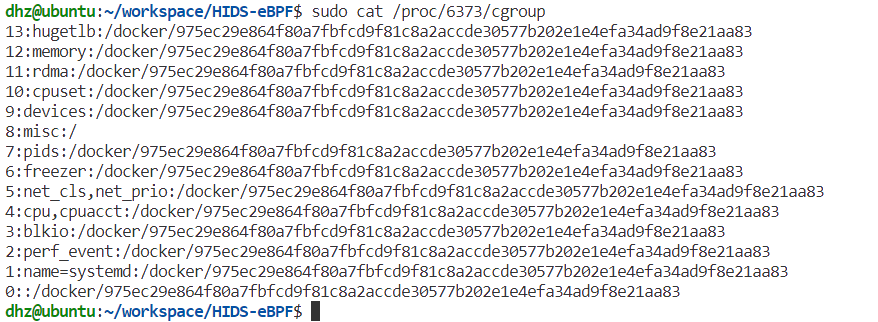 dhz@ubuntu:~/workspace/HIDS-eBPF$ sudo cat /proc/6373/cgroup
13:hugetlb:/docker/975ec29e864f80a7fbfcd9f81c8a2accde30577b202e1e4efa34ad9f8e21aa83
12:memory:/docker/975ec29e864f80a7fbfcd9f81c8a2accde30577b202e1e4efa34ad9f8e21aa83
11:rdma:/docker/975ec29e864f80a7fbfcd9f81c8a2accde30577b202e1e4efa34ad9f8e21aa83
10:cpuset:/docker/975ec29e864f80a7fbfcd9f81c8a2accde30577b202e1e4efa34ad9f8e21aa83
9:devices:/docker/975ec29e864f80a7fbfcd9f81c8a2accde30577b202e1e4efa34ad9f8e21aa83
8:misc:/
7:pids:/docker/975ec29e864f80a7fbfcd9f81c8a2accde30577b202e1e4efa34ad9f8e21aa83
6:freezer:/docker/975ec29e864f80a7fbfcd9f81c8a2accde30577b202e1e4efa34ad9f8e21aa83
5:net_cls,net_prio:/docker/975ec29e864f80a7fbfcd9f81c8a2accde30577b202e1e4efa34ad9f8e21aa83
4:cpu,cpuacct:/docker/975ec29e864f80a7fbfcd9f81c8a2accde30577b202e1e4efa34ad9f8e21aa83
3:blkio:/docker/975ec29e864f80a7fbfcd9f81c8a2accde30577b202e1e4efa34ad9f8e21aa83
2:perf_event:/docker/975ec29e864f80a7fbfcd9f81c8a2accde30577b202e1e4efa34ad9f8e21aa83
1:name=systemd:/docker/975ec29e864f80a7fbfcd9f81c8a2accde30577b202e1e4efa34ad9f8e21aa83
0::/docker/975ec29e864f80a7fbfcd9f81c8a2accde30577b202e1e4efa34ad9f8e21aa83
dhz@ubuntu:~/workspace/HIDS-eBPF$